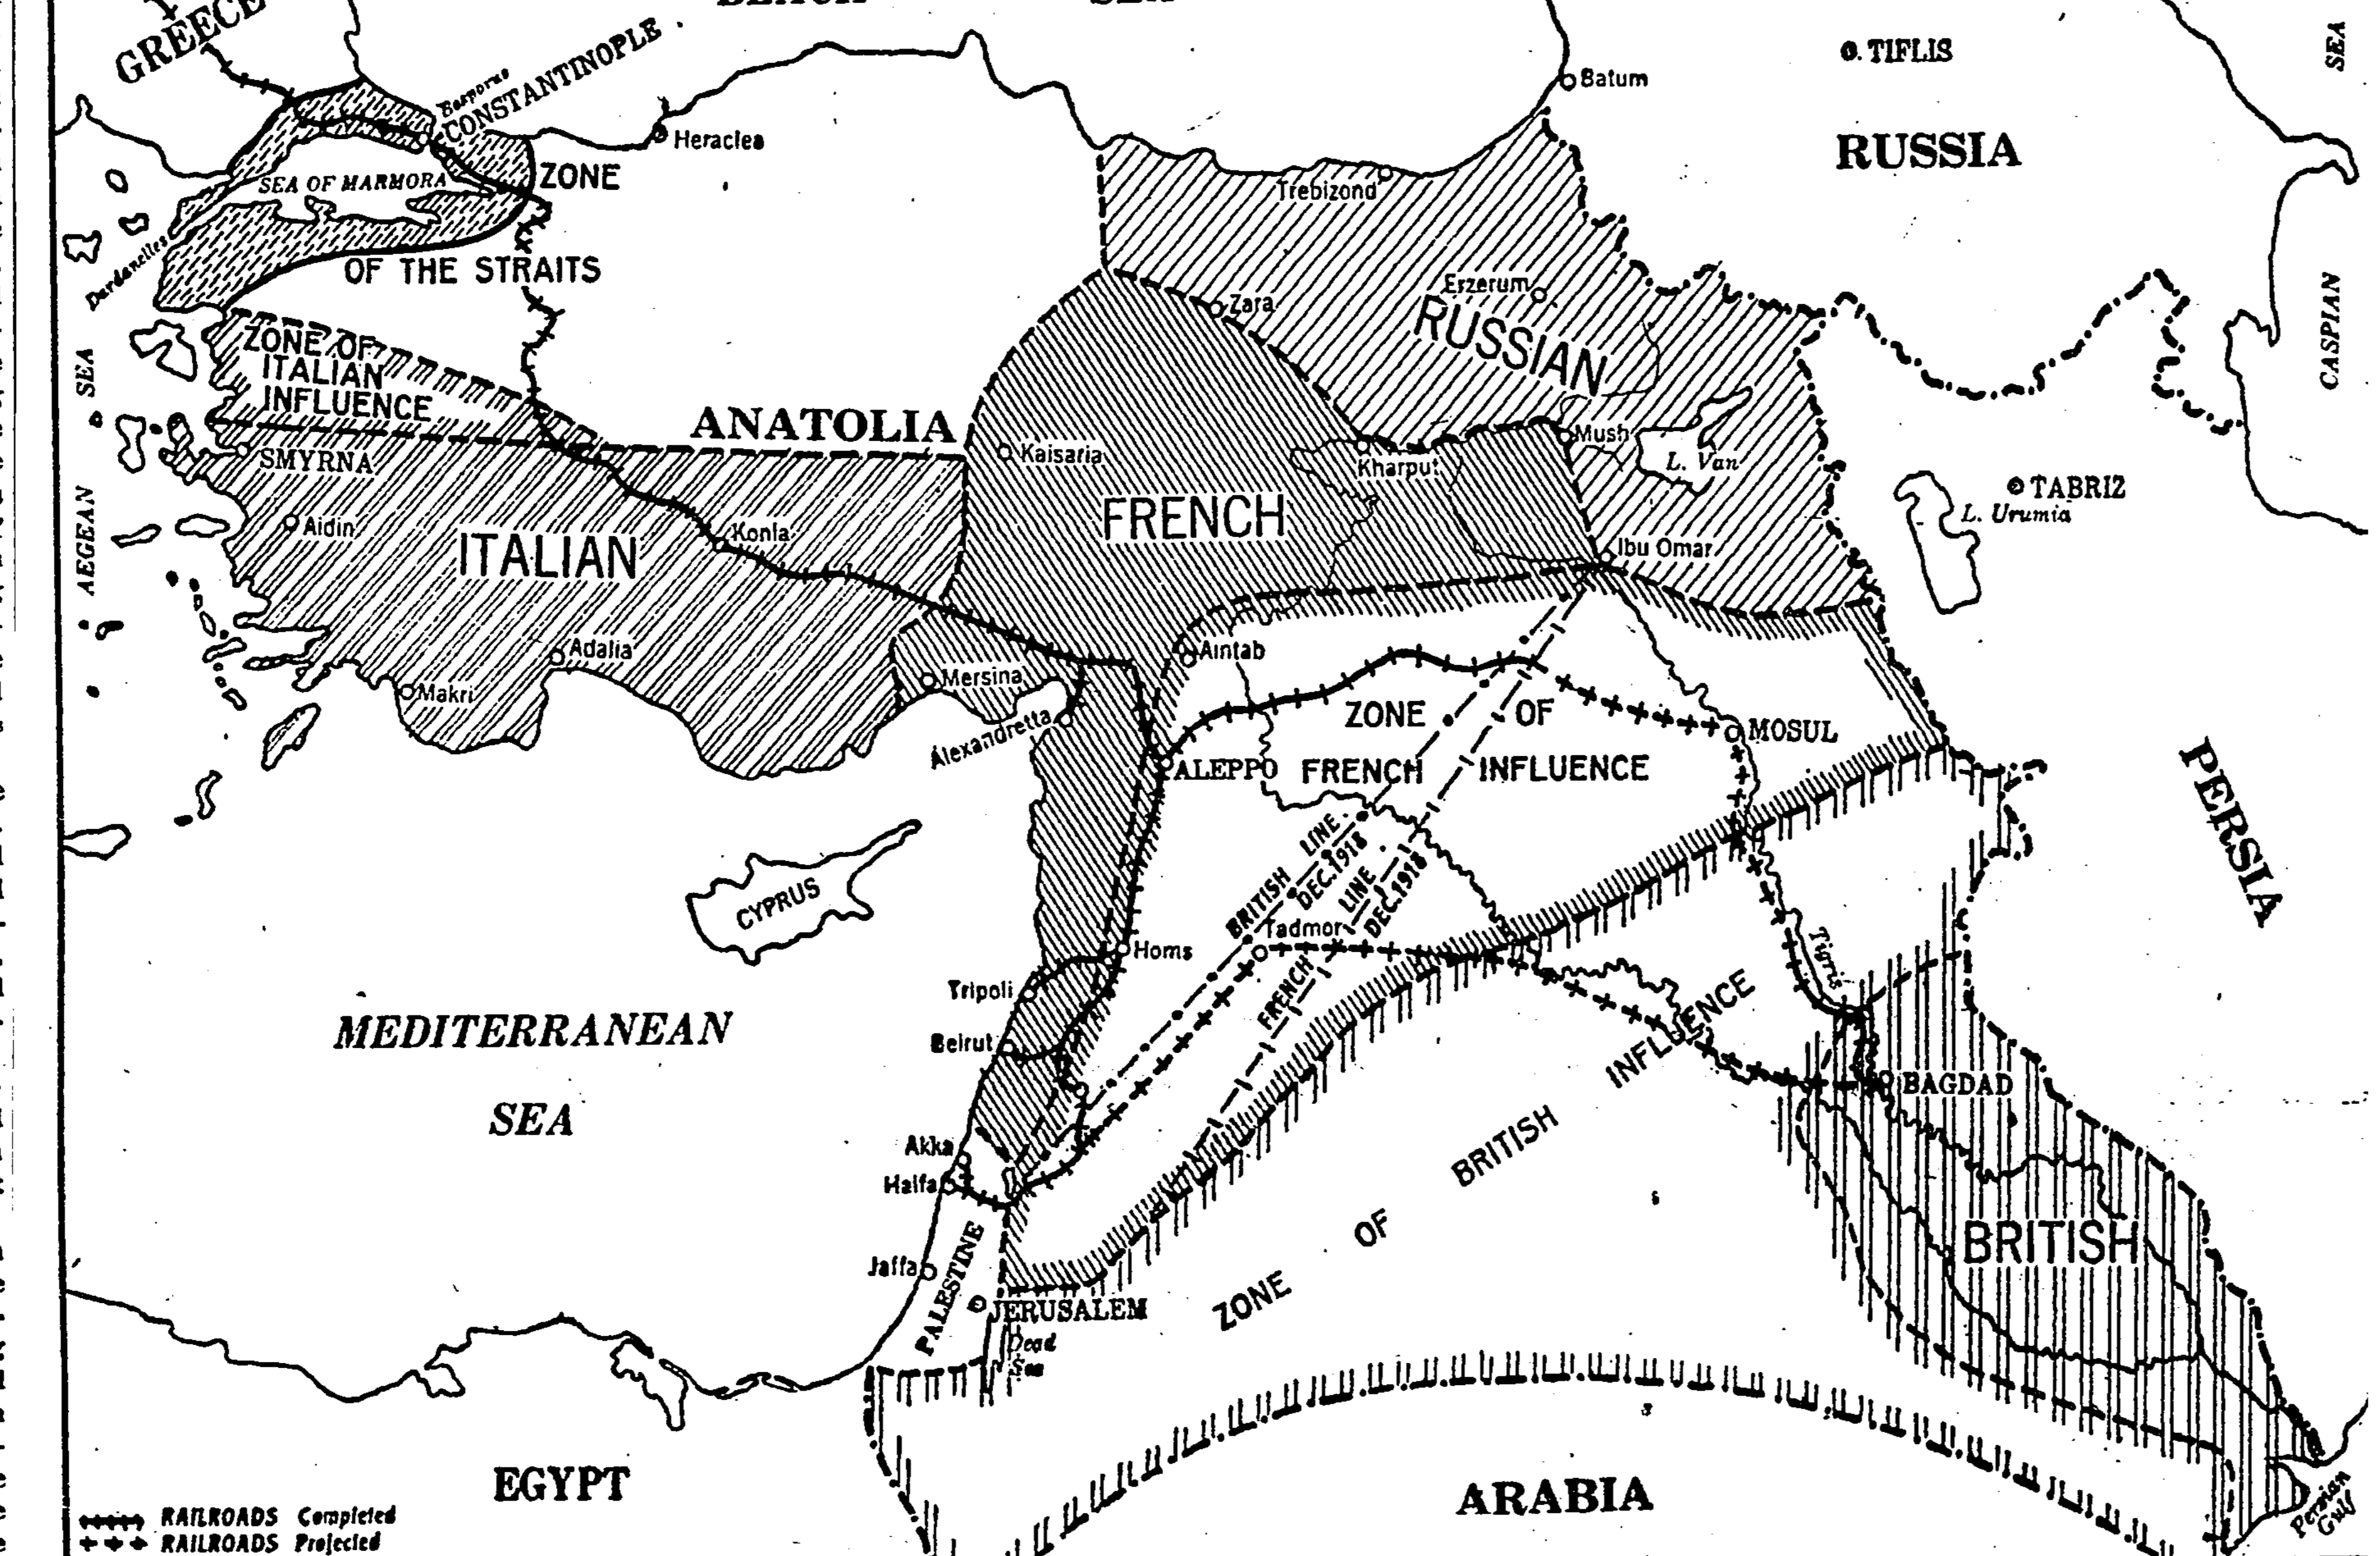 GREECE
BLACK SEA
Bosporus
CONSTANTINOPLE
Heraclea
Batum
TIFLIS
RUSSIA
SEA
CASPIAN
SEA OF MARMORA
ZONE
OF THE STRAITS
Dardanelles
Trebizond
Zara
Erzerum
RUSSIAN
ZONE OF
ITALIAN
INFLUENCE
AEGEAN SEA
ANATOLIA
SMYRNA
Kaisaria
Kharput
Mush
L. Van
TABRIZ
L. Urumia
Aidin
ITALIAN
Konia
FRENCH
Ibu Omar
Adalia
Makri
Mersina
Aintab
Alexandretta
ZONE OF
FRENCH INFLUENCE
MOSUL
ALEPPO
PERSIA
CYPRUS
BRITISH LINE
DEC.1918
FRENCH LINE
DEC.1918
Tadmor
Homs
Tripoli
Beirut
Tigris
MEDITERRANEAN
SEA
ZONE OF BRITISH INFLUENCE
BAGDAD
BRITISH
Akka
Haifa
Jaffa
PALESTINE
JERUSALEM
Dead
Sea
EGYPT
ARABIA
Persian
Gulf
RAILROADS Completed
RAILROADS Projected